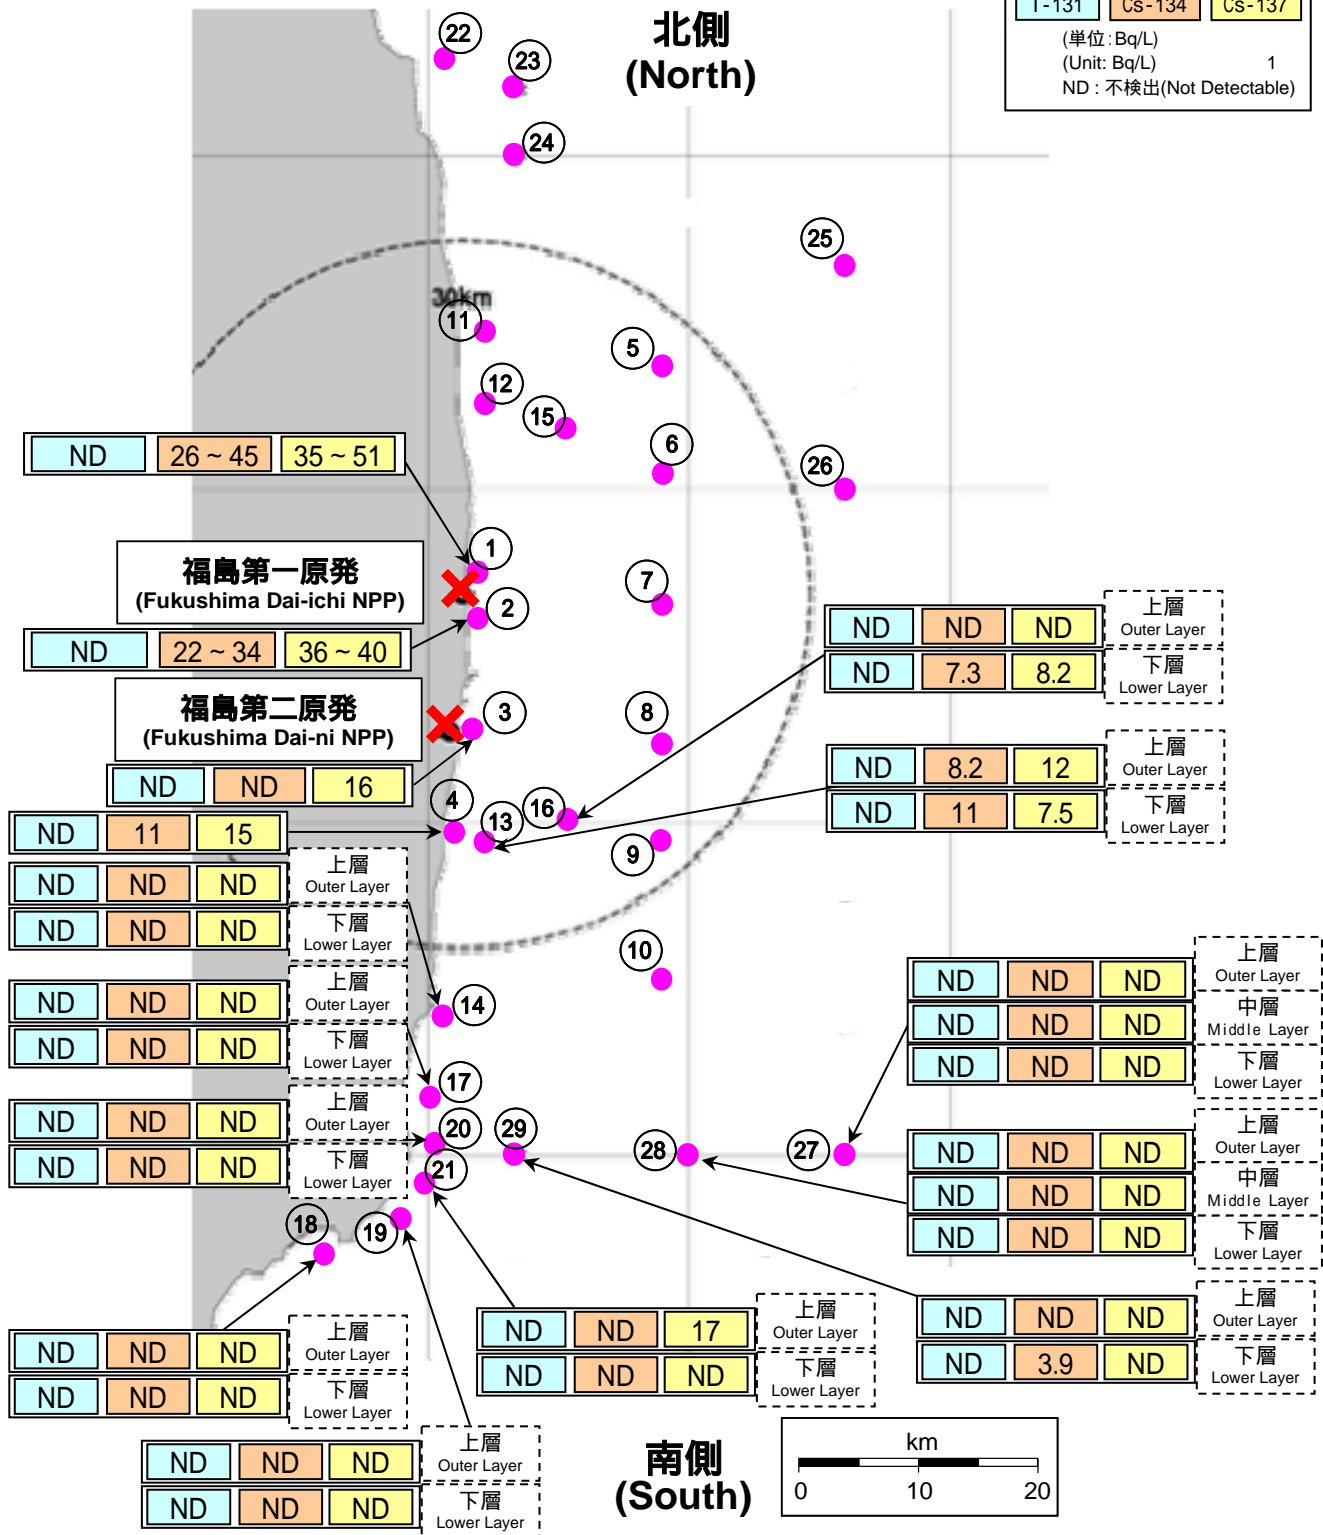 北側
(North)
I-131 Cs-134 Cs-137
(単位:Bq/L)
(Unit: Bq/L) 1
ND : 不検出(Not Detectable)
22
23
24
25
30km
11
5
12
15
6
26
ND 26 ~ 45 35 ~ 51
1
福島第一原発
(Fukushima Dai-ichi NPP)
2
7
ND 22 ~ 34 36 ~ 40
ND ND ND 上層
Outer Layer
ND 7.3 8.2 下層
Lower Layer
福島第二原発
(Fukushima Dai-ni NPP)
3
8
ND ND 16
ND 8.2 12 上層
Outer Layer
ND 11 7.5 下層
Lower Layer
4
13
16
9
ND 11 15
ND ND ND 上層
Outer Layer
ND ND ND 下層
Lower Layer
10
14
ND ND ND 上層
Outer Layer
ND ND ND 下層
Lower Layer
ND ND ND 上層
Outer Layer
ND ND ND 中層
Middle Layer
ND ND ND 下層
Lower Layer
17
20
29
28
27
21
ND ND ND 上層
Outer Layer
ND ND ND 下層
Lower Layer
ND ND ND 上層
Outer Layer
ND ND ND 中層
Middle Layer
ND ND ND 下層
Lower Layer
18
19
ND ND ND 上層
Outer Layer
ND ND ND 下層
Lower Layer
ND ND 17 上層
Outer Layer
ND ND ND 下層
Lower Layer
ND ND ND 上層
Outer Layer
ND 3.9 ND 下層
Lower Layer
ND ND ND 上層
Outer Layer
ND ND ND 下層
Lower Layer
南側
(South)
km
0 10 20